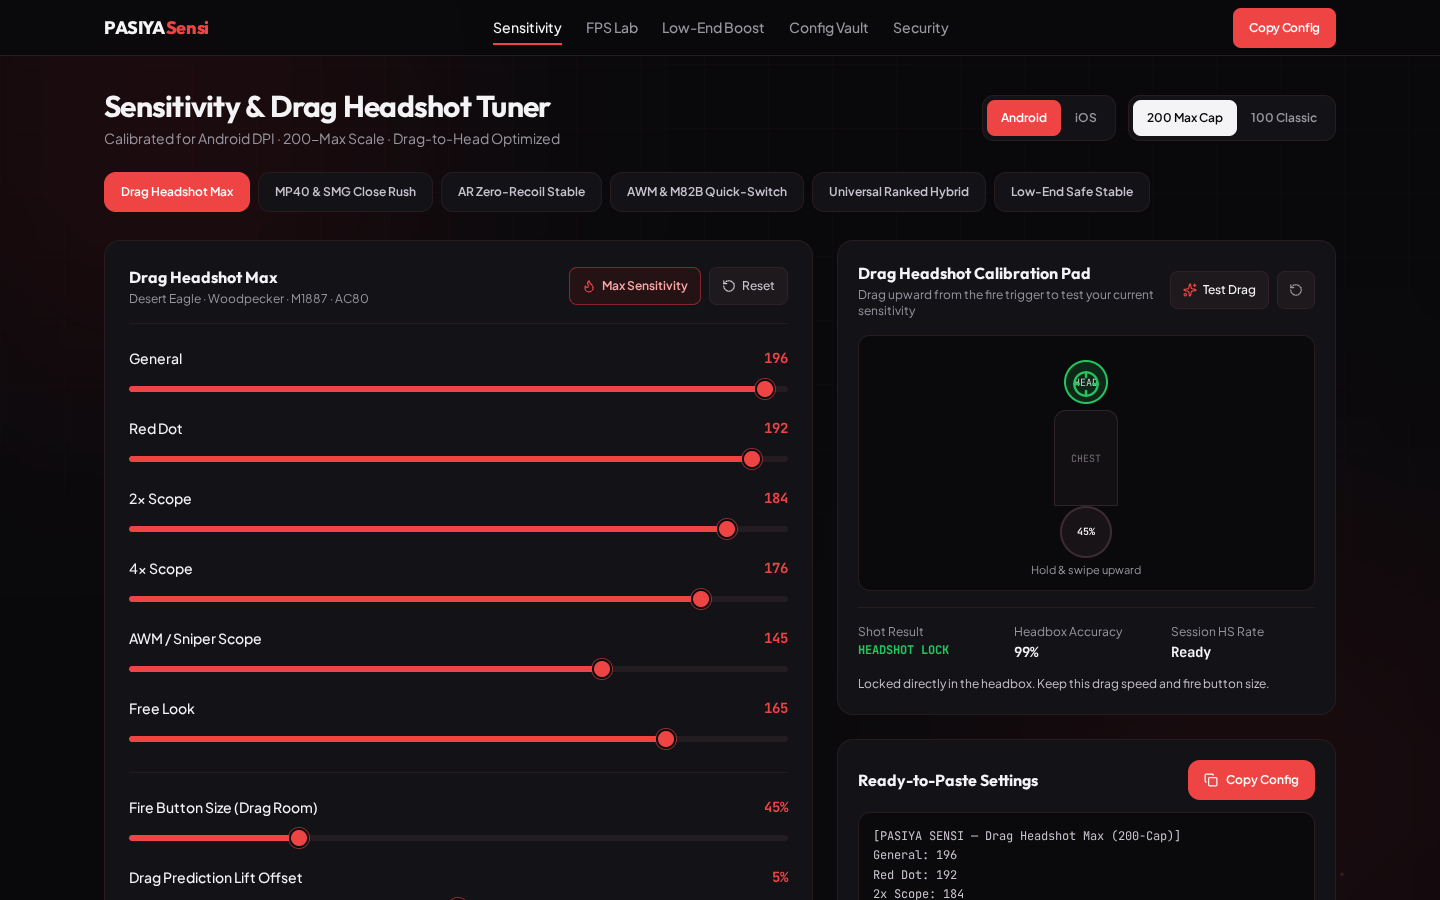 PASIYA Sensi
Sensitivity
FPS Lab
Low-End Boost
Config Vault
Security
Copy Config
Sensitivity & Drag Headshot Tuner
Calibrated for Android DPI · 200–Max Scale · Drag-to-Head Optimized
Android
iOS
200 Max Cap
100 Classic
Drag Headshot Max
MP40 & SMG Close Rush
AR Zero-Recoil Stable
AWM & M82B Quick-Switch
Universal Ranked Hybrid
Low-End Safe Stable
Drag Headshot Max
Desert Eagle · Woodpecker · M1887 · AC80
Max Sensitivity
Reset
General
196
Red Dot
192
2x Scope
184
4x Scope
176
AWM / Sniper Scope
145
Free Look
165
Fire Button Size (Drag Room)
45%
Drag Prediction Lift Offset
5%
Drag Headshot Calibration Pad
Drag upward from the fire trigger to test your current
sensitivity
Test Drag
HEAD
CHEST
45%
Hold & swipe upward
Shot Result
HEADSHOT LOCK
Headbox Accuracy
99%
Session HS Rate
Ready
Locked directly in the headbox. Keep this drag speed and fire button size.
Ready-to-Paste Settings
Copy Config
[PASIYA SENSI — Drag Headshot Max (200-Cap)]
General: 196
Red Dot: 192
2x Scope: 184